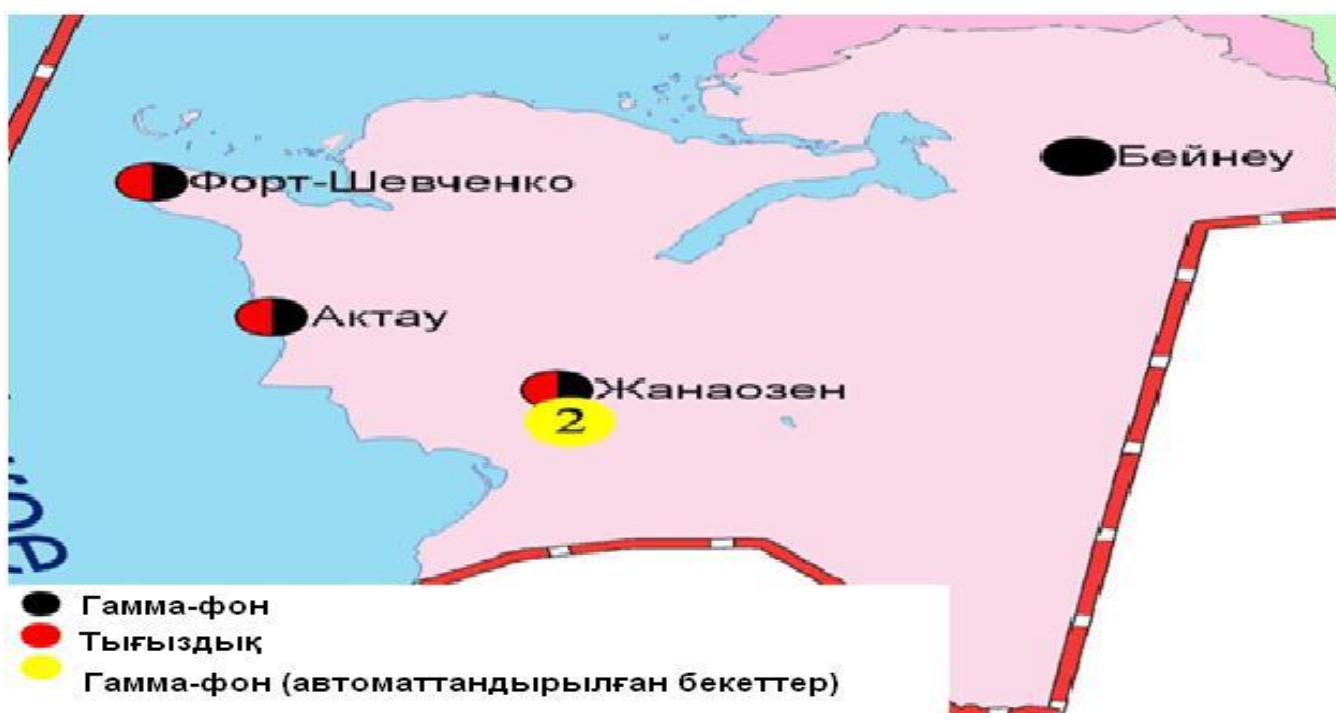 Бейнеу
Форт-Шевченко
Актау
Жанаозен
2
Гамма-фон
Тығыздық
Гамма-фон (автоматтандырылған бекеттер)